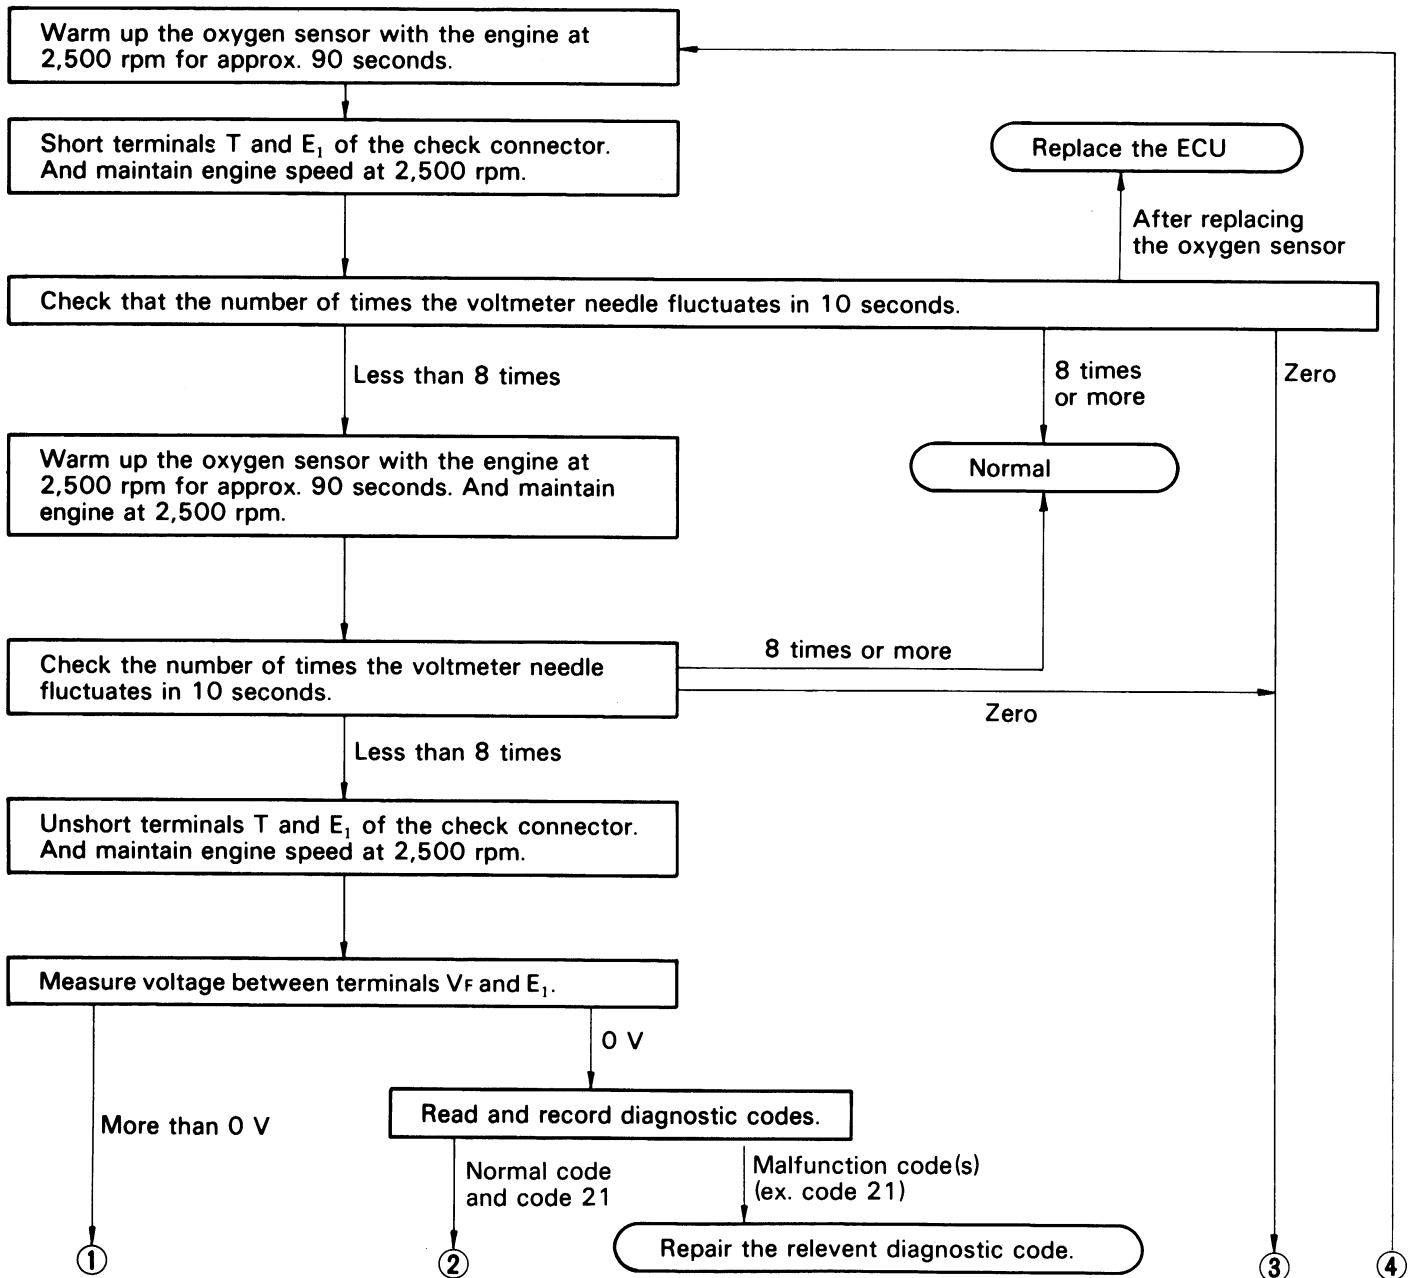 Warm up the oxygen sensor with the engine at
2,500 rpm for approx. 90 seconds.
Short terminals T and E₁ of the check connector.
And maintain engine speed at 2,500 rpm.
Replace the ECU
After replacing
the oxygen sensor
Check that the number of times the voltmeter needle fluctuates in 10 seconds.
Less than 8 times
8 times
or more
Zero
Warm up the oxygen sensor with the engine at
2,500 rpm for approx. 90 seconds. And maintain
engine at 2,500 rpm.
Normal
Check the number of times the voltmeter needle
fluctuates in 10 seconds.
8 times or more
Zero
Less than 8 times
Unshort terminals T and E₁ of the check connector.
And maintain engine speed at 2,500 rpm.
Measure voltage between terminals VF and E₁.
0 V
More than 0 V
Read and record diagnostic codes.
Normal code
and code 21
Malfunction code(s)
(ex. code 21)
Repair the relevent diagnostic code.
① ② ③ ④